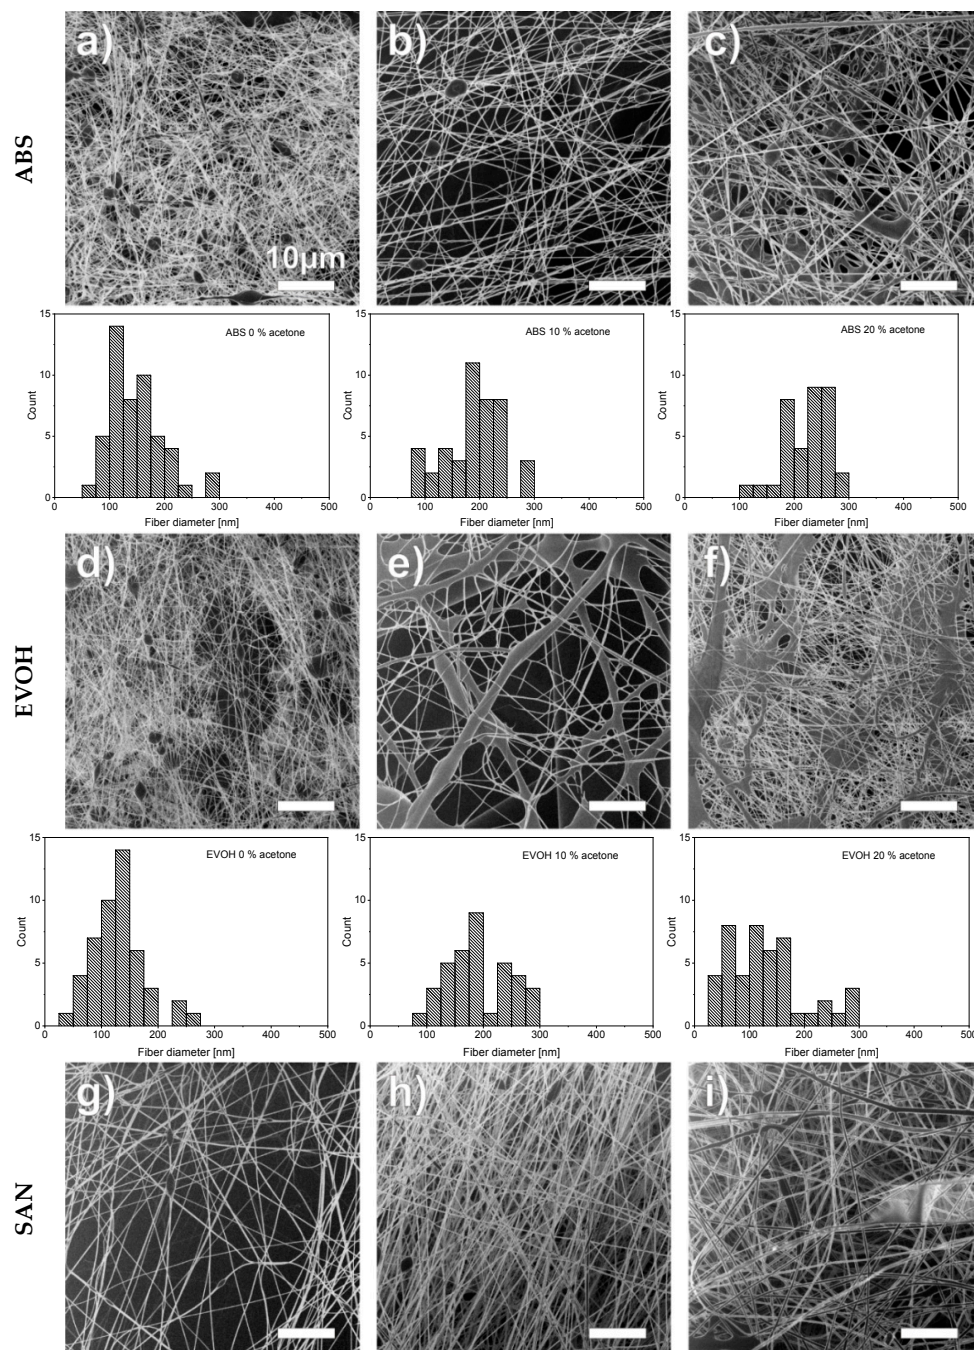 ABS
a)
b)
c)
10μm
ABS 0 % acetone
ABS 10 % acetone
ABS 20 % acetone
Count
15
10
5
0
0 100 200 300 400 500
Fiber diameter [nm]
Count
15
10
5
0
0 100 200 300 400 500
Fiber diameter [nm]
Count
15
10
5
0
0 100 200 300 400 500
Fiber diameter [nm]
EVOH
d)
e)
f)
EVOH 0 % acetone
EVOH 10 % acetone
EVOH 20 % acetone
Count
15
10
5
0
0 100 200 300 400 500
Fiber diameter [nm]
Count
15
10
5
0
0 100 200 300 400 500
Fiber diameter [nm]
Count
15
10
5
0
0 100 200 300 400 500
Fiber diameter [nm]
SAN
g)
h)
i)